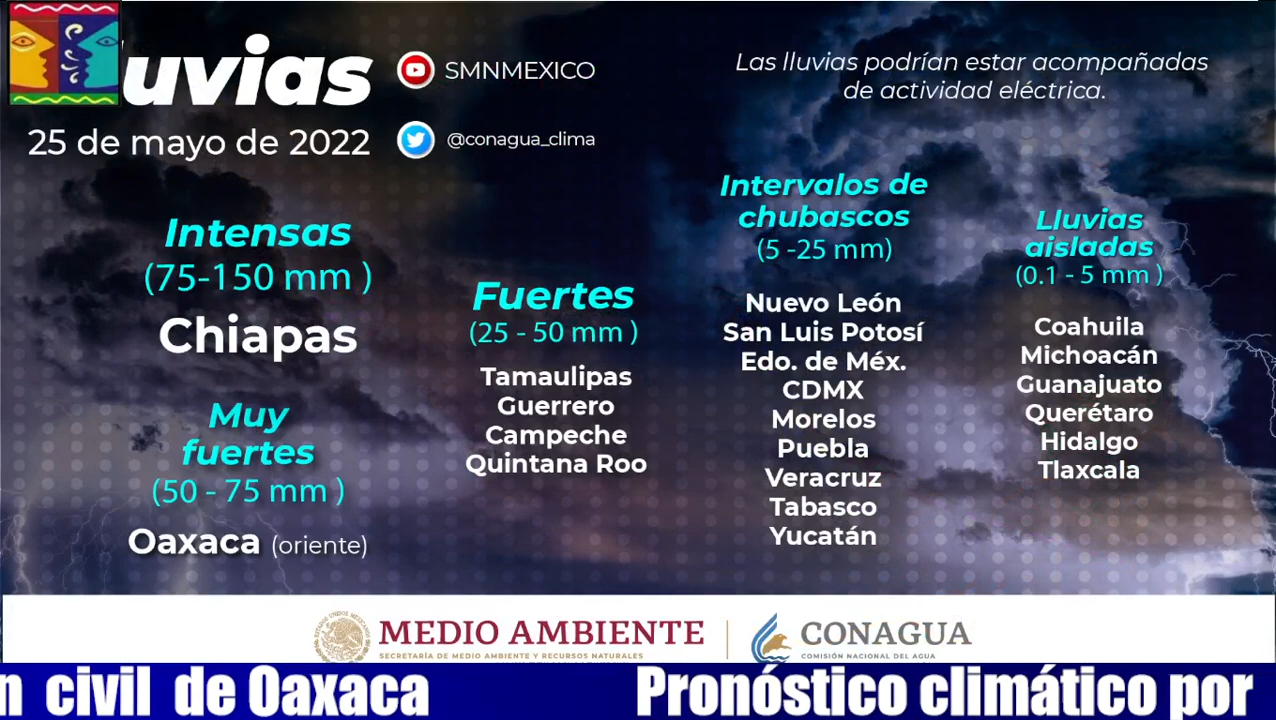 lluvias
25 de mayo de 2022
SMNMEXICO
@conagua_clima
Las lluvias podrían estar acompañadas
de actividad eléctrica.
Intensas
(75-150 mm )
Chiapas
Muy
fuertes
(50 - 75 mm )
Oaxaca (oriente)
Fuertes
(25 - 50 mm )
Tamaulipas
Guerrero
Campeche
Quintana Roo
Intervalos de
chubascos
(5 -25 mm)
Nuevo León
San Luis Potosí
Edo. de Méx.
CDMX
Morelos
Puebla
Veracruz
Tabasco
Yucatán
Lluvias
aisladas
(0.1 - 5 mm )
Coahuila
Michoacán
Guanajuato
Querétaro
Hidalgo
Tlaxcala
ESTADOS UNIDOS MEXICANOS
MEDIO AMBIENTE
SECRETARÍA DE MEDIO AMBIENTE Y RECURSOS NATURALES
CONAGUA
COMISIÓN NACIONAL DEL AGUA
n civil de Oaxaca Pronóstico climático por